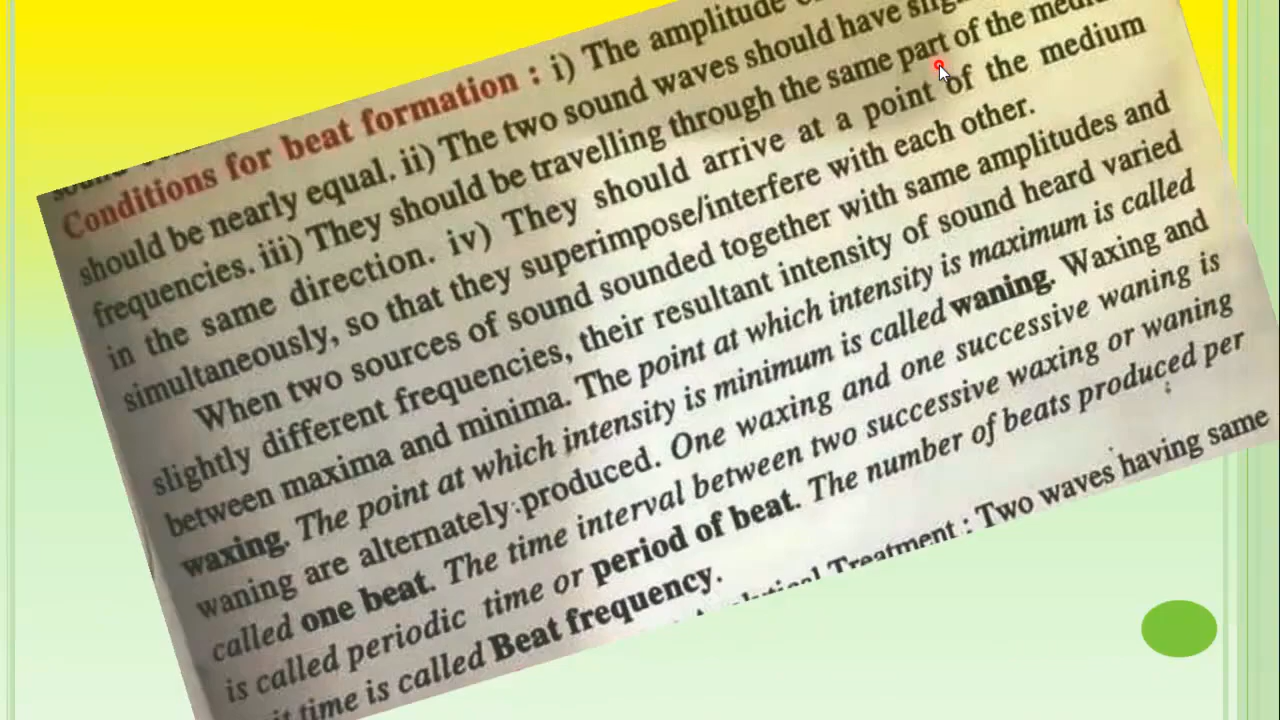 Conditions for beat formation : i) The amplitude
should be nearly equal. ii) The two sound waves should have
frequencies. iii) They should be travelling through the same part of the
in the same direction. iv) They should arrive at a point of the medium
simultaneously, so that they superimpose/interfere with each other.
When two sources of sound sounded together with same amplitudes and
slightly different frequencies, their resultant intensity of sound heard varied
between maxima and minima. The point at which intensity is maximum is called
waxing. The point at which intensity is minimum is called waning. Waxing and
waning are alternately produced. One waxing and one successive waning is
called one beat. The time interval between two successive waxing or waning
is called periodic time or period of beat. The number of beats produced per
time is called Beat frequency.
Treatment : Two waves having same